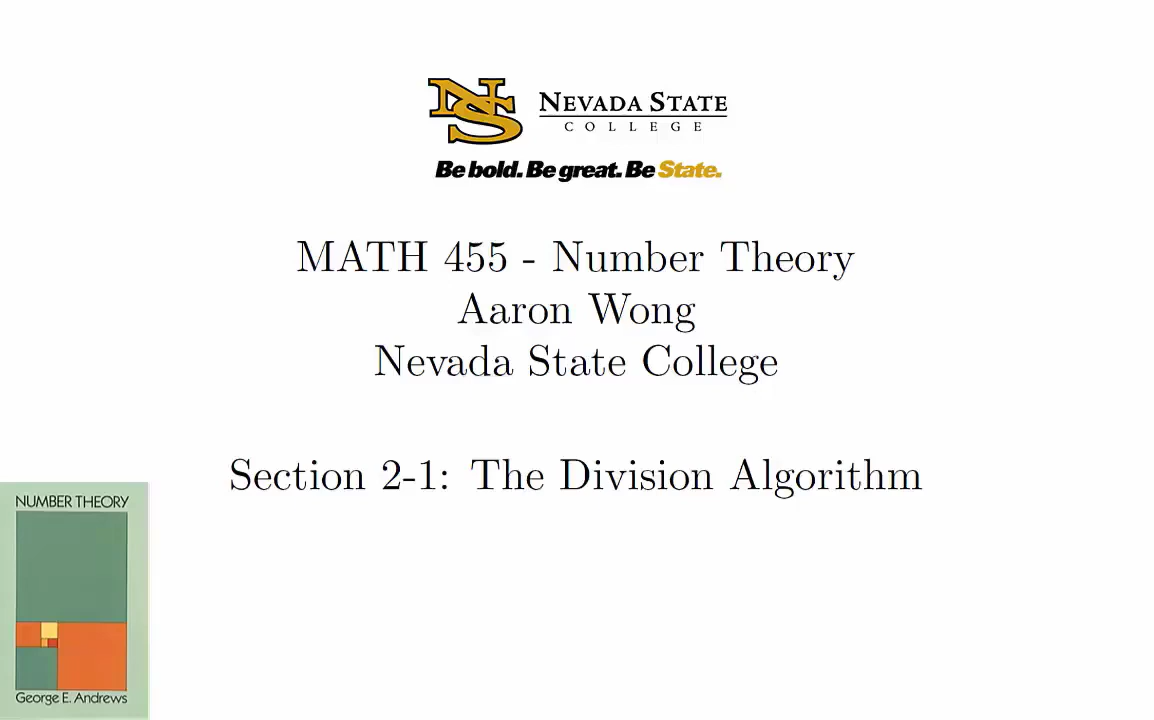 NS
NEVADA STATE
COLLEGE
Be bold. Be great. Be State.
MATH 455 - Number Theory
Aaron Wong
Nevada State College
Section 2-1: The Division Algorithm
NUMBER THEORY
George E. Andrews